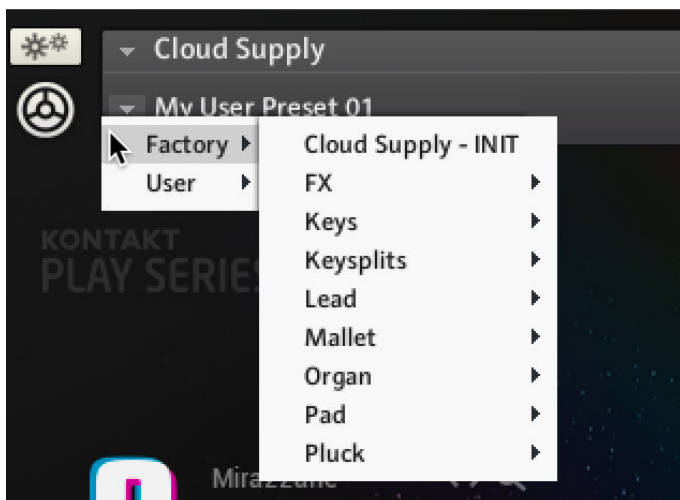 Cloud Supply
My User Preset 01
Factory
User
Cloud Supply - INIT
FX
Keys
Keysplits
Lead
Mallet
Organ
Pad
Pluck
KONTAKT
PLAY SERIES